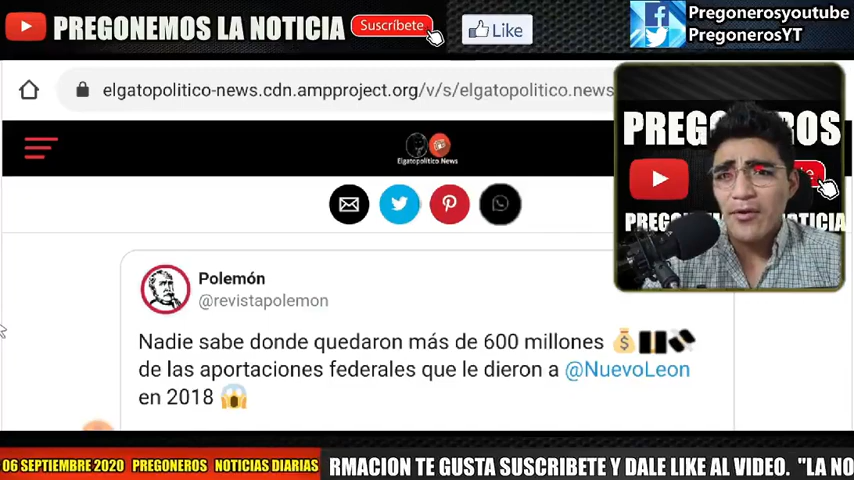 PREGONEMOS LA NOTICIA
Suscríbete
Like
Pregonerosyoutube
PregonerosYT
elgatopolitico-news.cdn.ampproject.org/v/s/elgatopolitico.news
Elgatopolitico News
Polemón
@revistapolemon
Nadie sabe donde quedaron más de 600 millones
de las aportaciones federales que le dieron a @NuevoLeon
en 2018
06 SEPTIEMBRE 2020 PREGONEROS NOTICIAS DIARIAS
RMACION TE GUSTA SUSCRIBETE Y DALE LIKE AL VIDEO. "LA NO